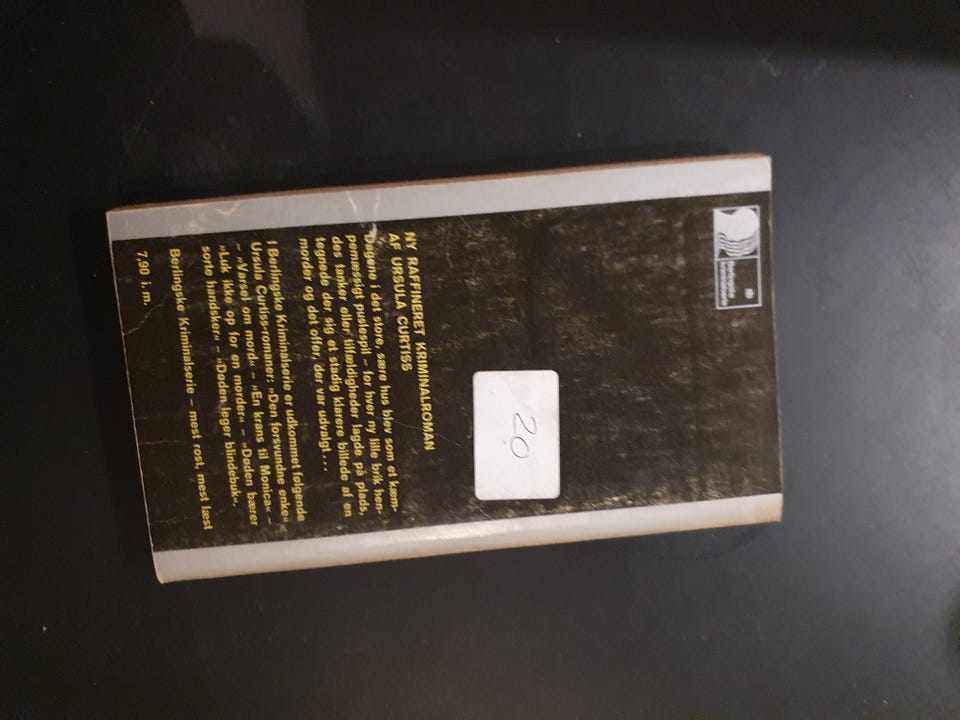 NY RAFFINERET KRIMINALROMAN
AF URSULA CURTISS
Dagene i det store, sære hus blev som et kæm-
pemæssigt puslespil – for hver ny lille brik hen-
des tanker eller tilfældigheder lagde på plads,
tegnede der sig et stadig klarere billede af en
morder og det offer, der var udvalgt...
I Berlingske Kriminalserie er udkommet følgende
Ursula Curtiss-romaner: »Den forsvundne enke«
– »Varsel om mord« – »En krans til Monica« –
»Luk ikke op for en morder« – »Døden bærer
sorte handsker« – »Døden leger blindebuk«.
Berlingske Kriminalserie – mest rost, mest læst
7,90 i. m.
20